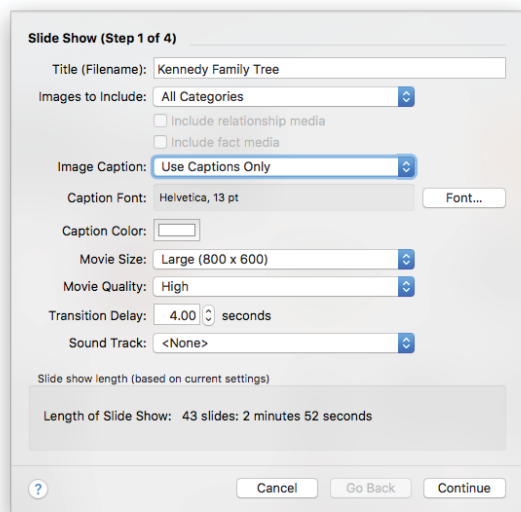 Slide Show (Step 1 of 4)
Title (Filename): Kennedy Family Tree
Images to Include: All Categories
Include relationship media
Include fact media
Image Caption: Use Captions Only
Caption Font: Helvetica, 13 pt Font...
Caption Color:
Movie Size: Large (800 x 600)
Movie Quality: High
Transition Delay: 4.00 seconds
Sound Track: <None>
Slide show length (based on current settings)
Length of Slide Show: 43 slides: 2 minutes 52 seconds
? Cancel Go Back Continue